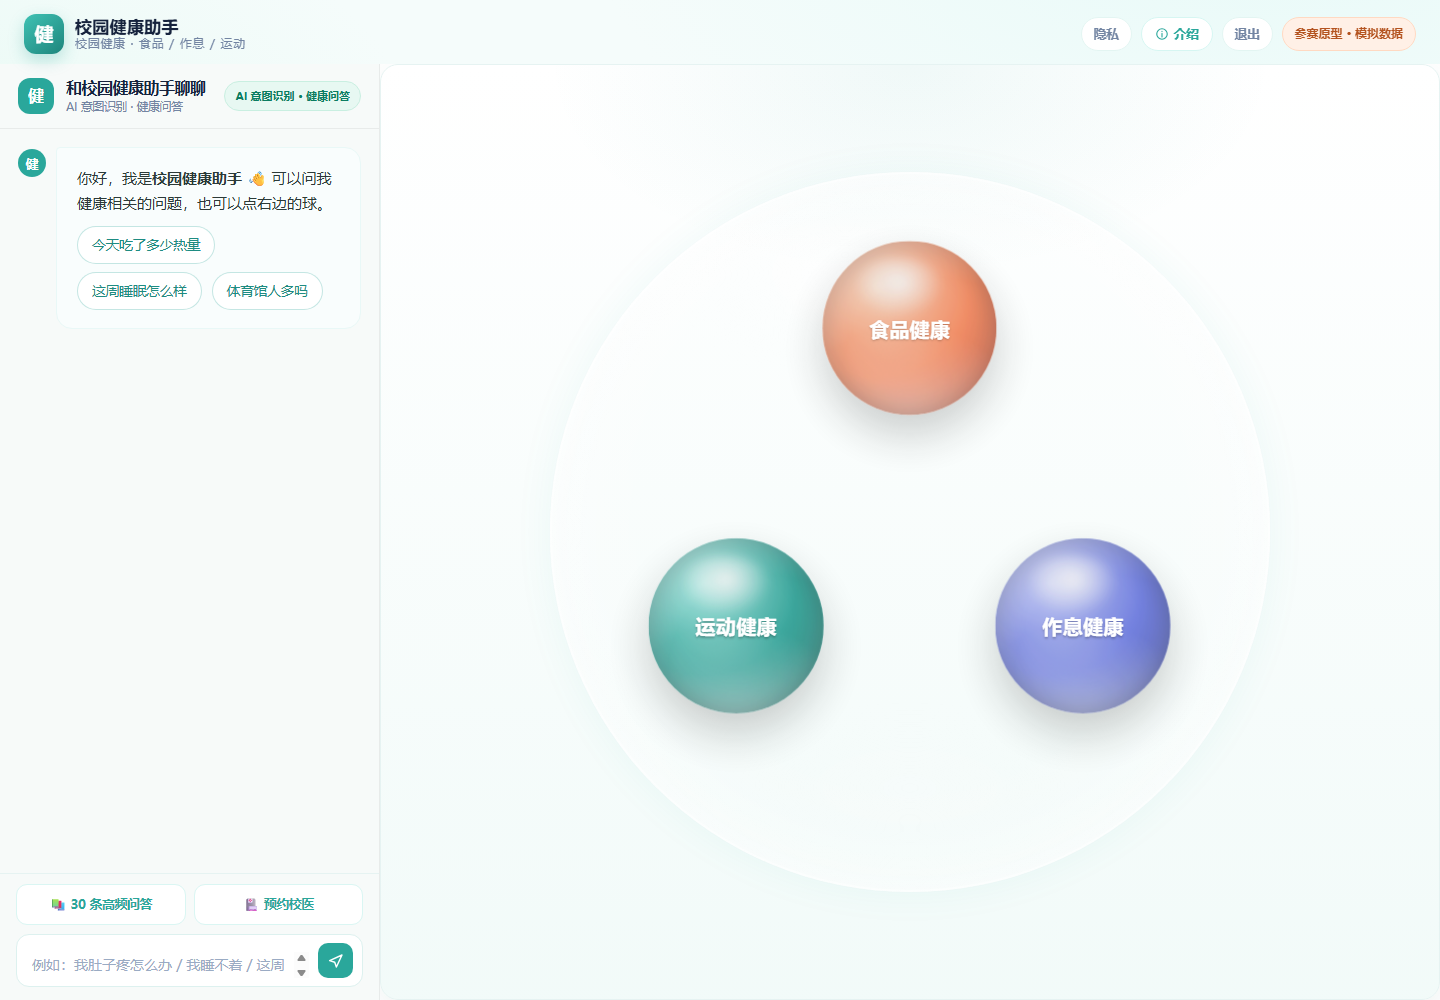 健
校园健康助手
校园健康 · 食品 / 作息 / 运动
隐私
介绍
退出
参赛原型 • 模拟数据
健
和校园健康助手聊聊
AI 意图识别 · 健康问答
AI 意图识别 • 健康问答
健
你好，我是校园健康助手 👋 可以问我
健康相关的问题，也可以点右边的球。
今天吃了多少热量
这周睡眠怎么样
体育馆人多吗
食品健康
运动健康
作息健康
30 条高频问答
预约校医
例如：我肚子疼怎么办 / 我睡不着 / 这周